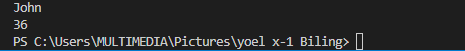 John
36
PS C:\Users\MULTIMEDIA\Pictures\yoel x-1 Biling>